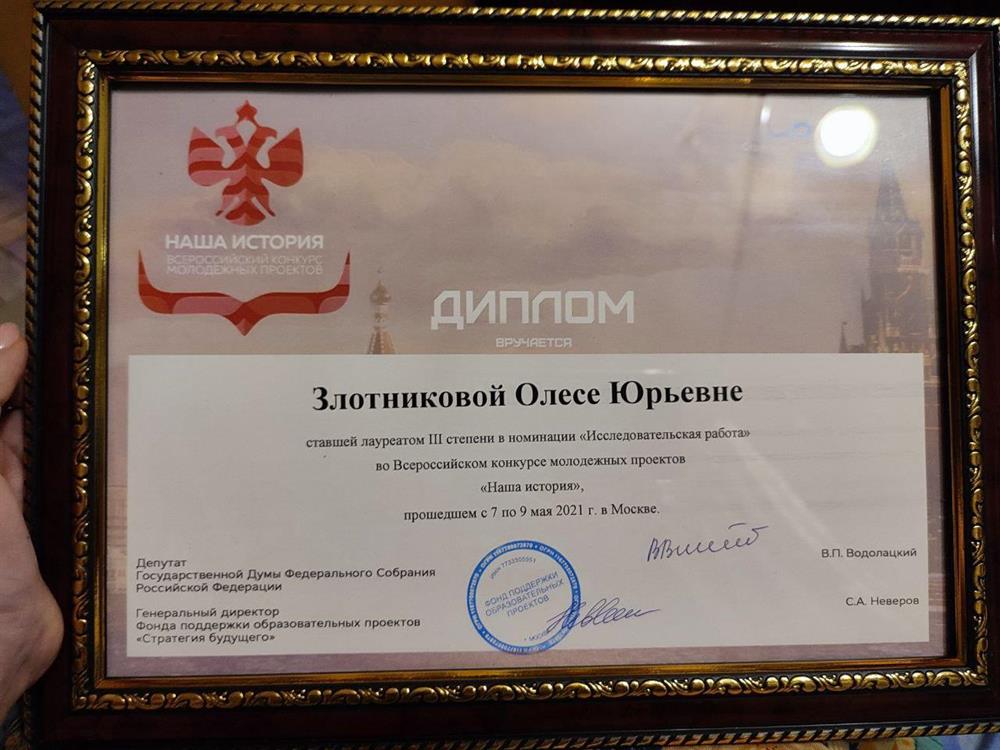 НАША ИСТОРИЯ
ВСЕРОССИЙСКИЙ КОНКУРС
МОЛОДЕЖНЫХ ПРОЕКТОВ
ДИПЛОМ
ВРУЧАЕТСЯ
Злотниковой Олесе Юрьевне
ставшей лауреатом III степени в номинации «Исследовательская работа»
во Всероссийском конкурсе молодежных проектов
«Наша история»,
прошедшем с 7 по 9 мая 2021 г. в Москве.
Депутат
Государственной Думы Федерального Собрания
Российской Федерации
В.П. Водолацкий
Генеральный директор
Фонда поддержки образовательных проектов
«Стратегия будущего»
С.А. Неверов
ФОНД ПОДДЕРЖКИ
ОБРАЗОВАТЕЛЬНЫХ
ПРОЕКТОВ